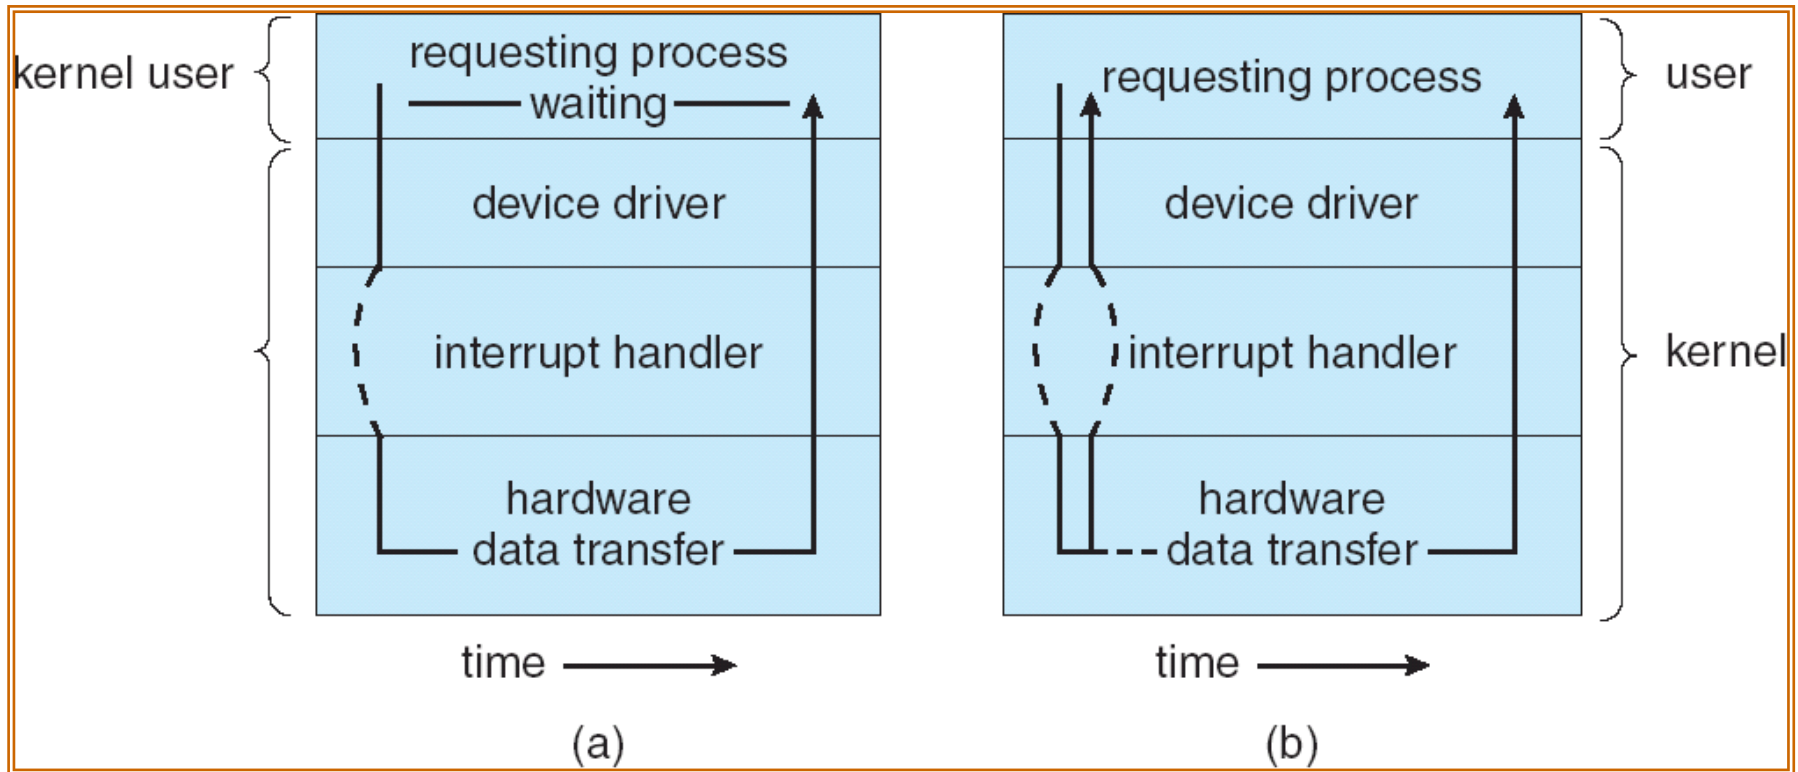 kernel user
requesting process
waiting
device driver
interrupt handler
hardware
data transfer
time
(a)
requesting process
user
device driver
interrupt handler
kernel
hardware
data transfer
time
(b)